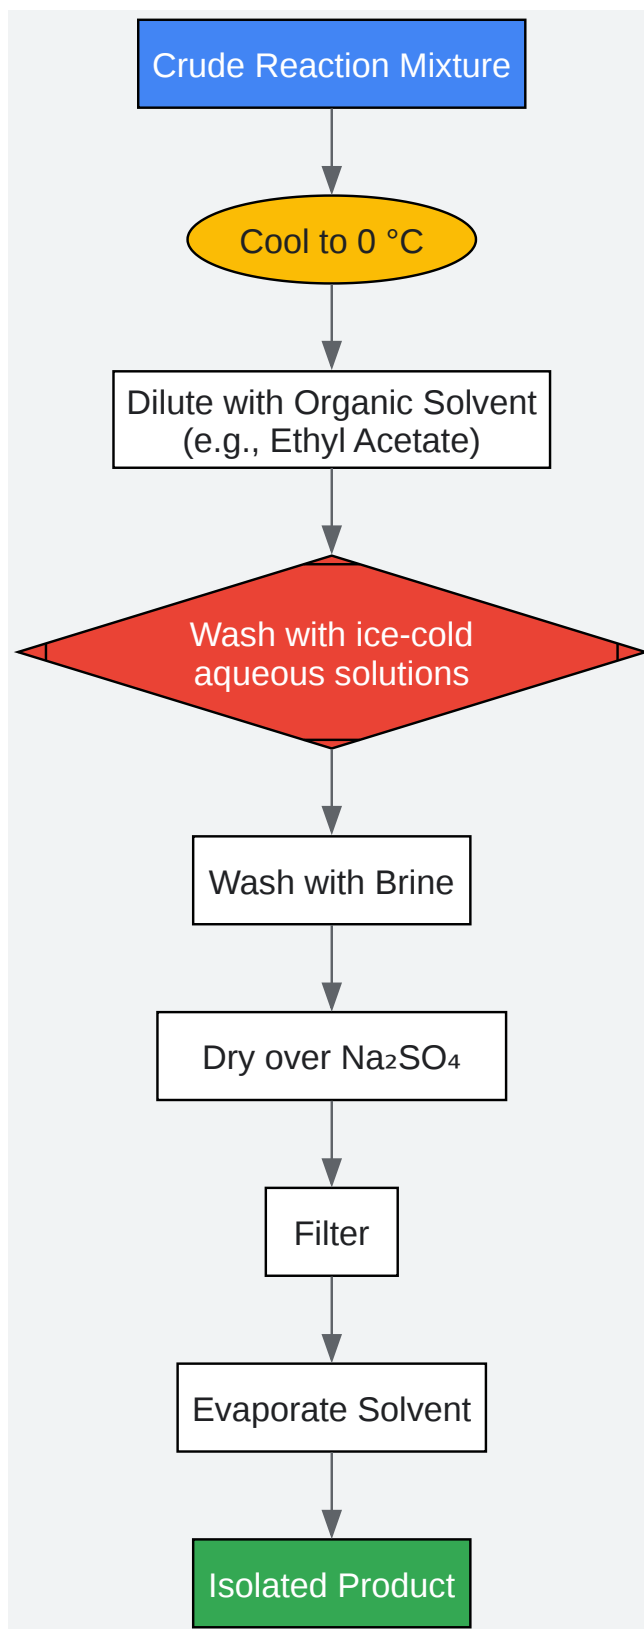 Crude Reaction Mixture
Cool to 0 °C
Dilute with Organic Solvent
(e.g., Ethyl Acetate)
Wash with ice-cold
aqueous solutions
Wash with Brine
Dry over Na₂SO₄
Filter
Evaporate Solvent
Isolated Product